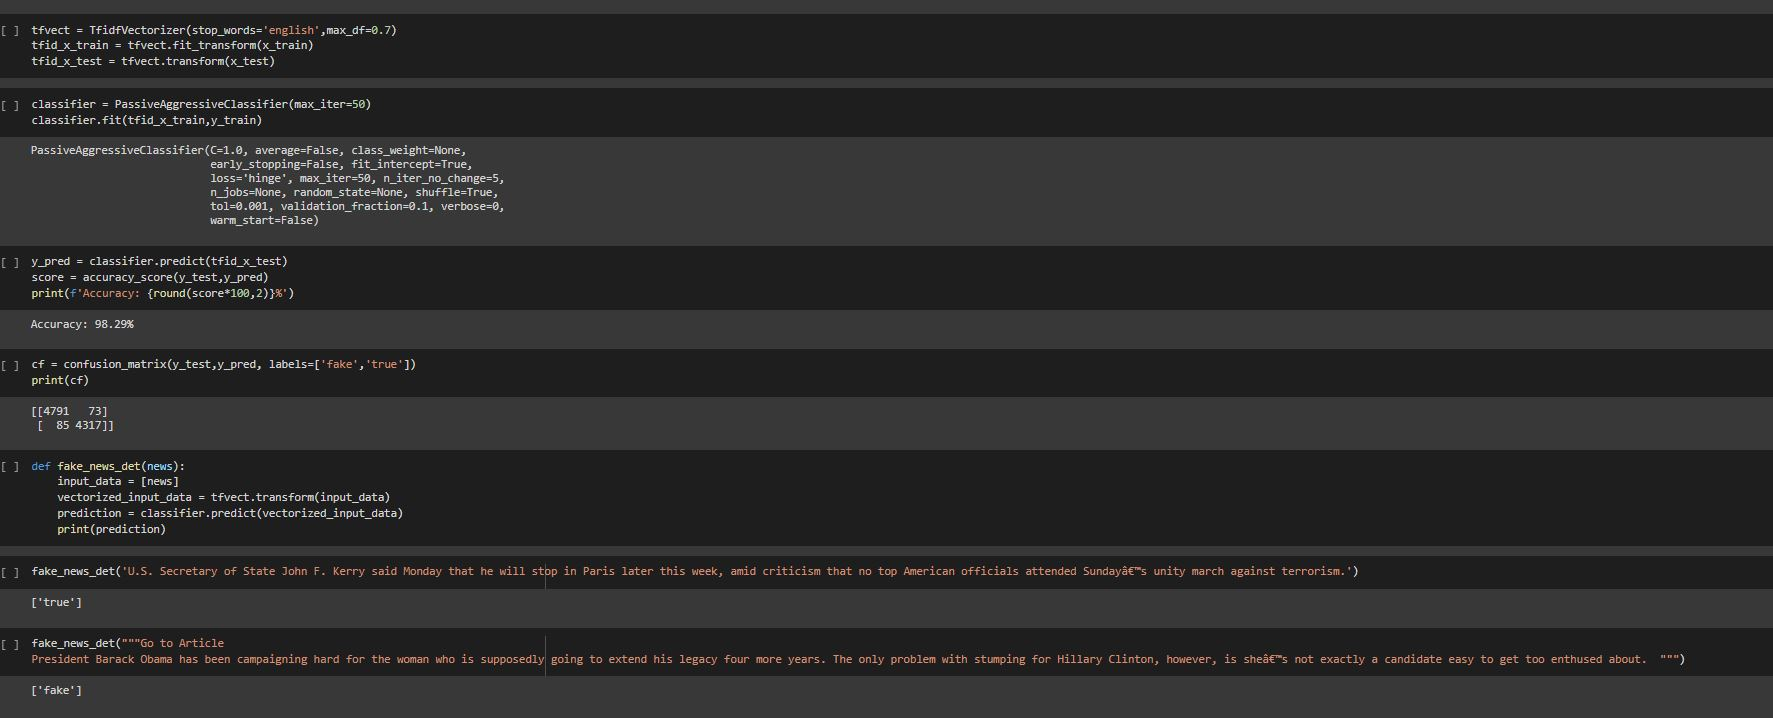 [ ] tfvect = TfidfVectorizer(stop_words='english',max_df=0.7)
tfid_x_train = tfvect.fit_transform(x_train)
tfid_x_test = tfvect.transform(x_test)
[ ] classifier = PassiveAggressiveClassifier(max_iter=50)
classifier.fit(tfid_x_train,y_train)
PassiveAggressiveClassifier(C=1.0, average=False, class_weight=None,
early_stopping=False, fit_intercept=True,
loss='hinge', max_iter=50, n_iter_no_change=5,
n_jobs=None, random_state=None, shuffle=True,
tol=0.001, validation_fraction=0.1, verbose=0,
warm_start=False)
[ ] y_pred = classifier.predict(tfid_x_test)
score = accuracy_score(y_test,y_pred)
print(f'Accuracy: {round(score*100,2)}%')
Accuracy: 98.29%
[ ] cf = confusion_matrix(y_test,y_pred, labels=['fake','true'])
print(cf)
[[4791   73]
 [  85 4317]]
[ ] def fake_news_det(news):
    input_data = [news]
    vectorized_input_data = tfvect.transform(input_data)
    prediction = classifier.predict(vectorized_input_data)
    print(prediction)
[ ] fake_news_det('U.S. Secretary of State John F. Kerry said Monday that he will stop in Paris later this week, amid criticism that no top American officials attended Sundayâ€™s unity march against terrorism.')
['true']
[ ] fake_news_det("""Go to Article
President Barack Obama has been campaigning hard for the woman who is supposedly going to extend his legacy four more years. The only problem with stumping for Hillary Clinton, however, is sheâ€™s not exactly a candidate easy to get too enthused about.  """)
['fake']